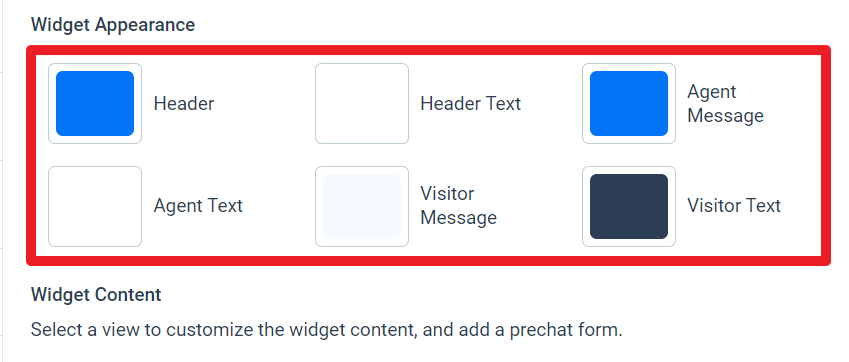 Widget Appearance
Header
Header Text
Agent
Message
Agent Text
Visitor
Message
Visitor Text
Widget Content
Select a view to customize the widget content, and add a prechat form.